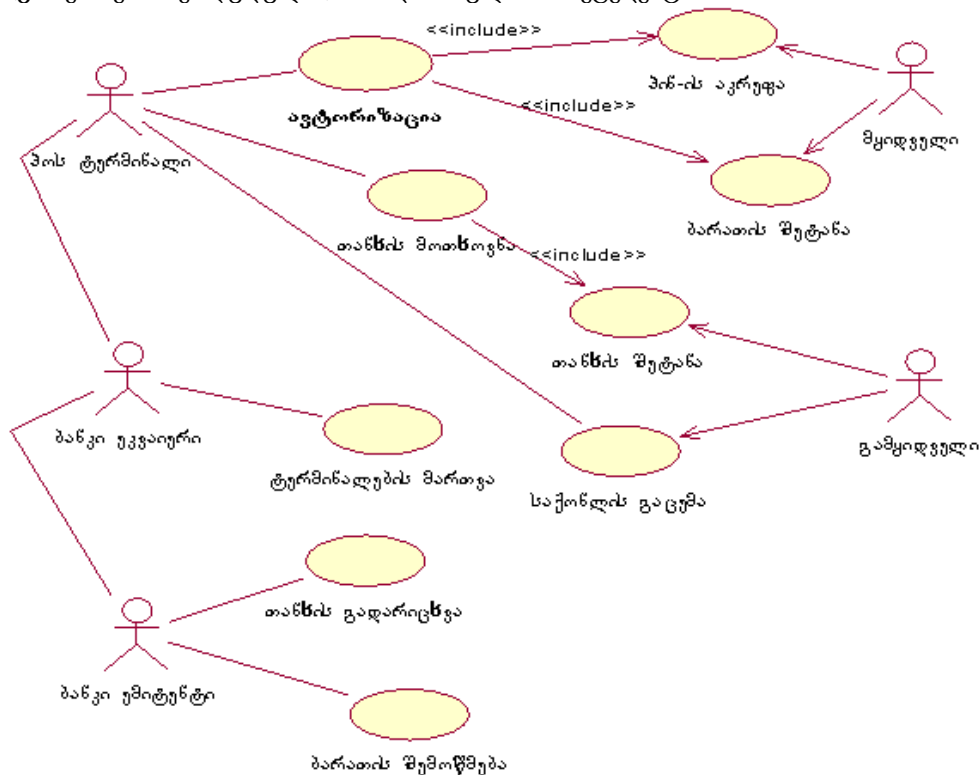 <<include>>
პინ-ის აკრეფა
<<include>>
ავტორიზაცია
მყიდველი
პოს ტერმინალი
ბარათის შეტანა
თანხის მოთხოვნა
<<include>>
თანხის შეტანა
ბანკი ეკვაიერი
გამყიდველი
ტერმინალების მართვა
საქონლის გაცემა
თანხის გადარიცხვა
ბანკი ემიტენტი
ბარათის შემოწმება